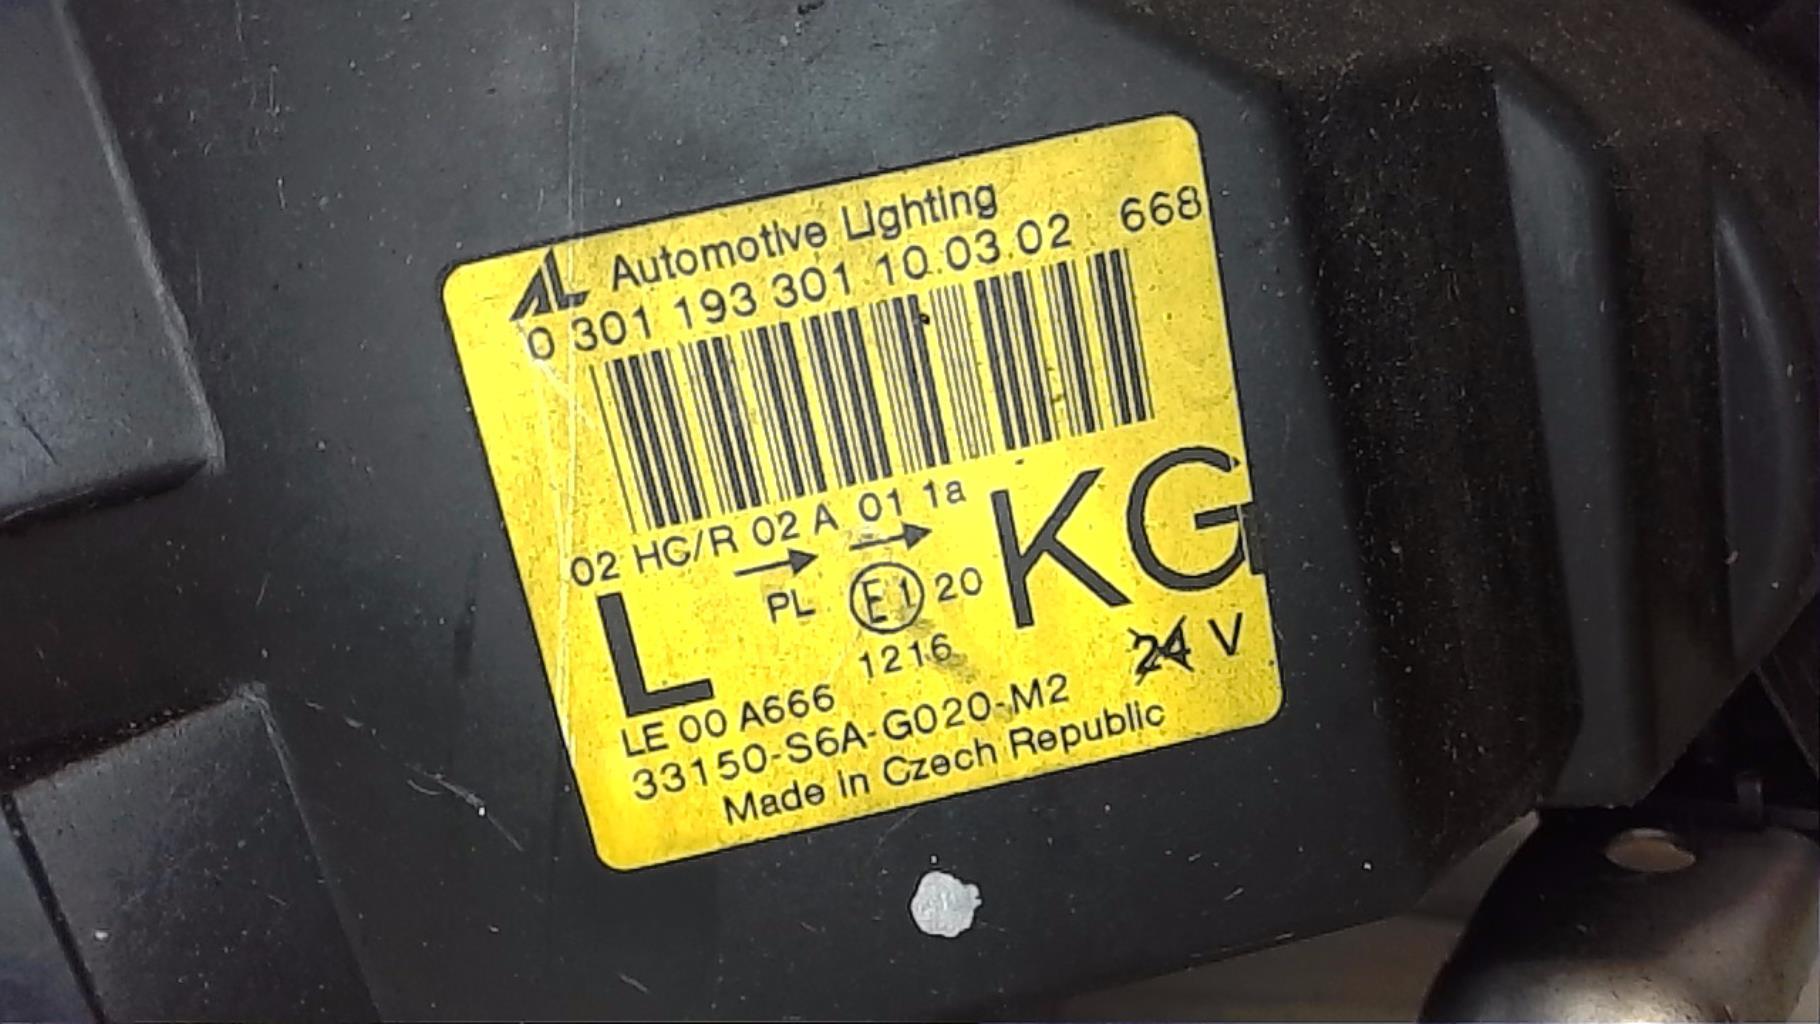 AL Automotive Lighting
0 301 193 301 10.03.02 668
02 HC/R 02 A 01 1a
PL E1 20
L KG
1216
24 V
LE 00 A666
33150-S6A-G020-M2
Made in Czech Republic